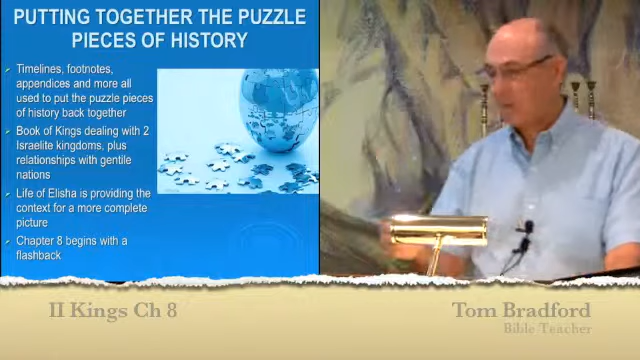 PUTTING TOGETHER THE PUZZLE
PIECES OF HISTORY
Timelines, footnotes,
appendices and more all
used to put the puzzle pieces
of history back together
Book of Kings dealing with 2
Israelite kingdoms, plus
relationships with gentile
nations
Life of Elisha is providing the
context for a more complete
picture
Chapter 8 begins with a
flashback
II Kings Ch 8
Tom Bradford
Bible Teacher